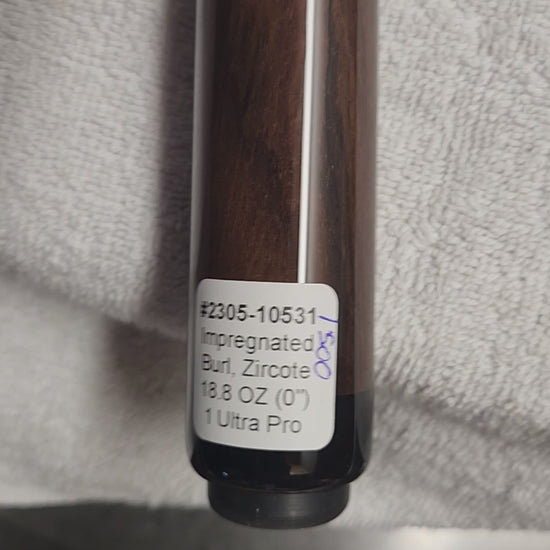 #2305-10531
Impregnated
Burl, Zircote
18.8 OZ (0")
1 Ultra Pro
1500